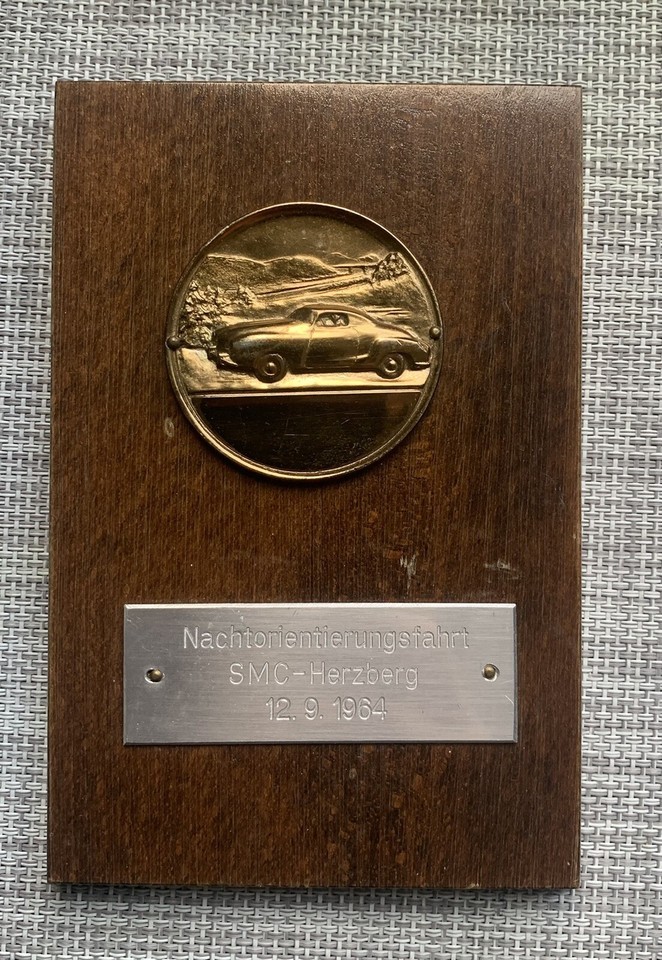 Nachtorientierungsfahrt
SMC-Herzberg
12. 9. 1964